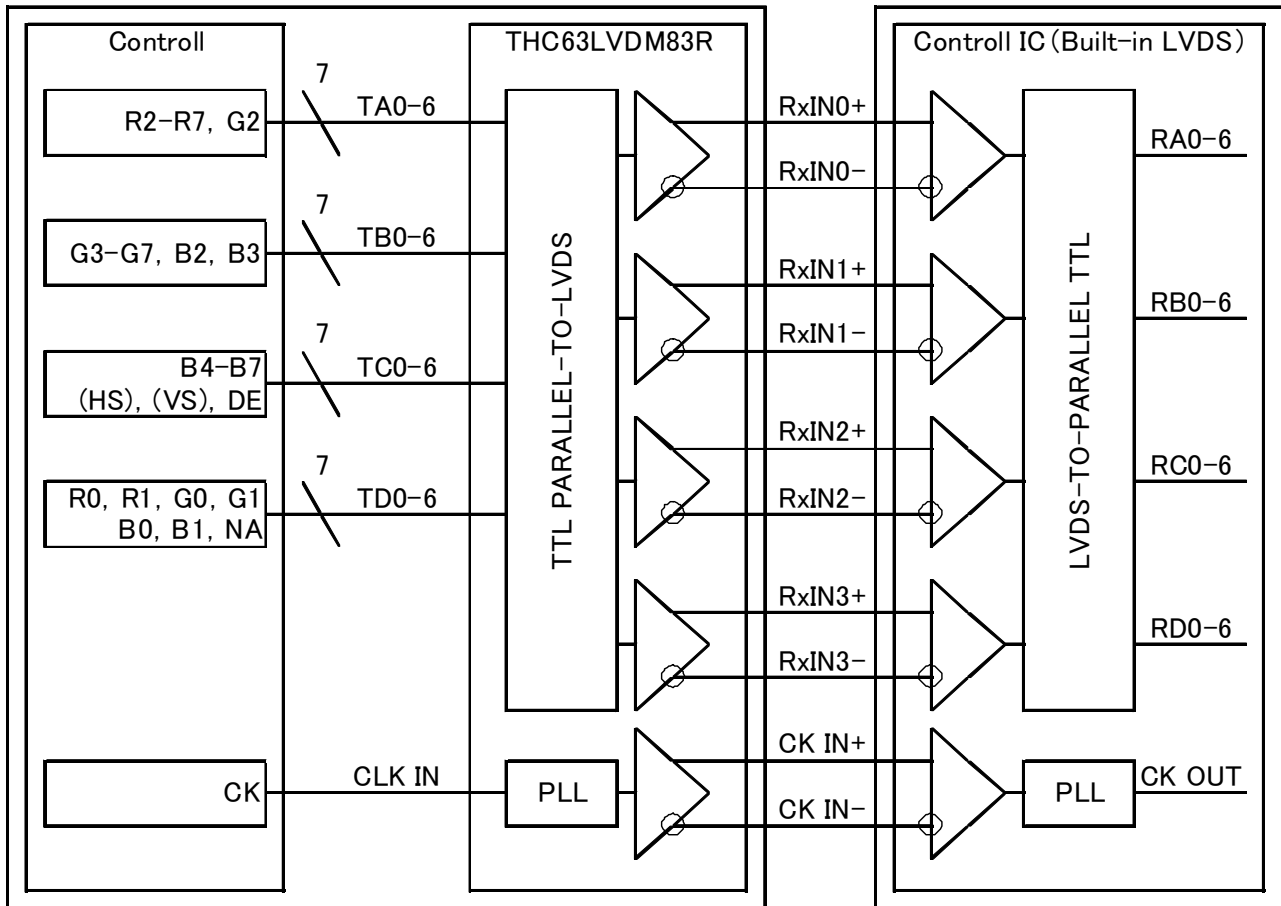 Controll
THC63LVDM83R
Controll IC(Built-in LVDS)
7
R2-R7, G2
TA0-6
RxIN0+
RxIN0-
RA0-6
7
G3-G7, B2, B3
TB0-6
RxIN1+
RxIN1-
RB0-6
7
B4-B7
(HS), (VS), DE
TC0-6
RxIN2+
RxIN2-
RC0-6
7
R0, R1, G0, G1
B0, B1, NA
TD0-6
RxIN3+
RxIN3-
RD0-6
TTL PARALLEL-TO-LVDS
LVDS-TO-PARALLEL TTL
CK
CLK IN
PLL
CK IN+
CK IN-
PLL
CK OUT